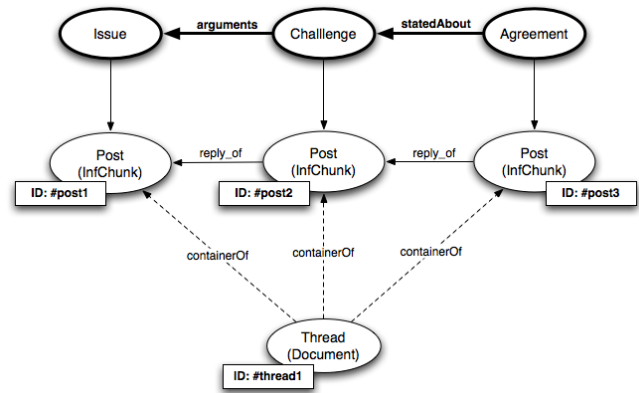 arguments
statedAbout
Issue
Challlenge
Agreement
Post
(InfChunk)
reply_of
Post
(InfChunk)
reply_of
Post
(InfChunk)
ID: #post1
ID: #post2
ID: #post3
containerOf
containerOf
containerOf
Thread
(Document)
ID: #thread1